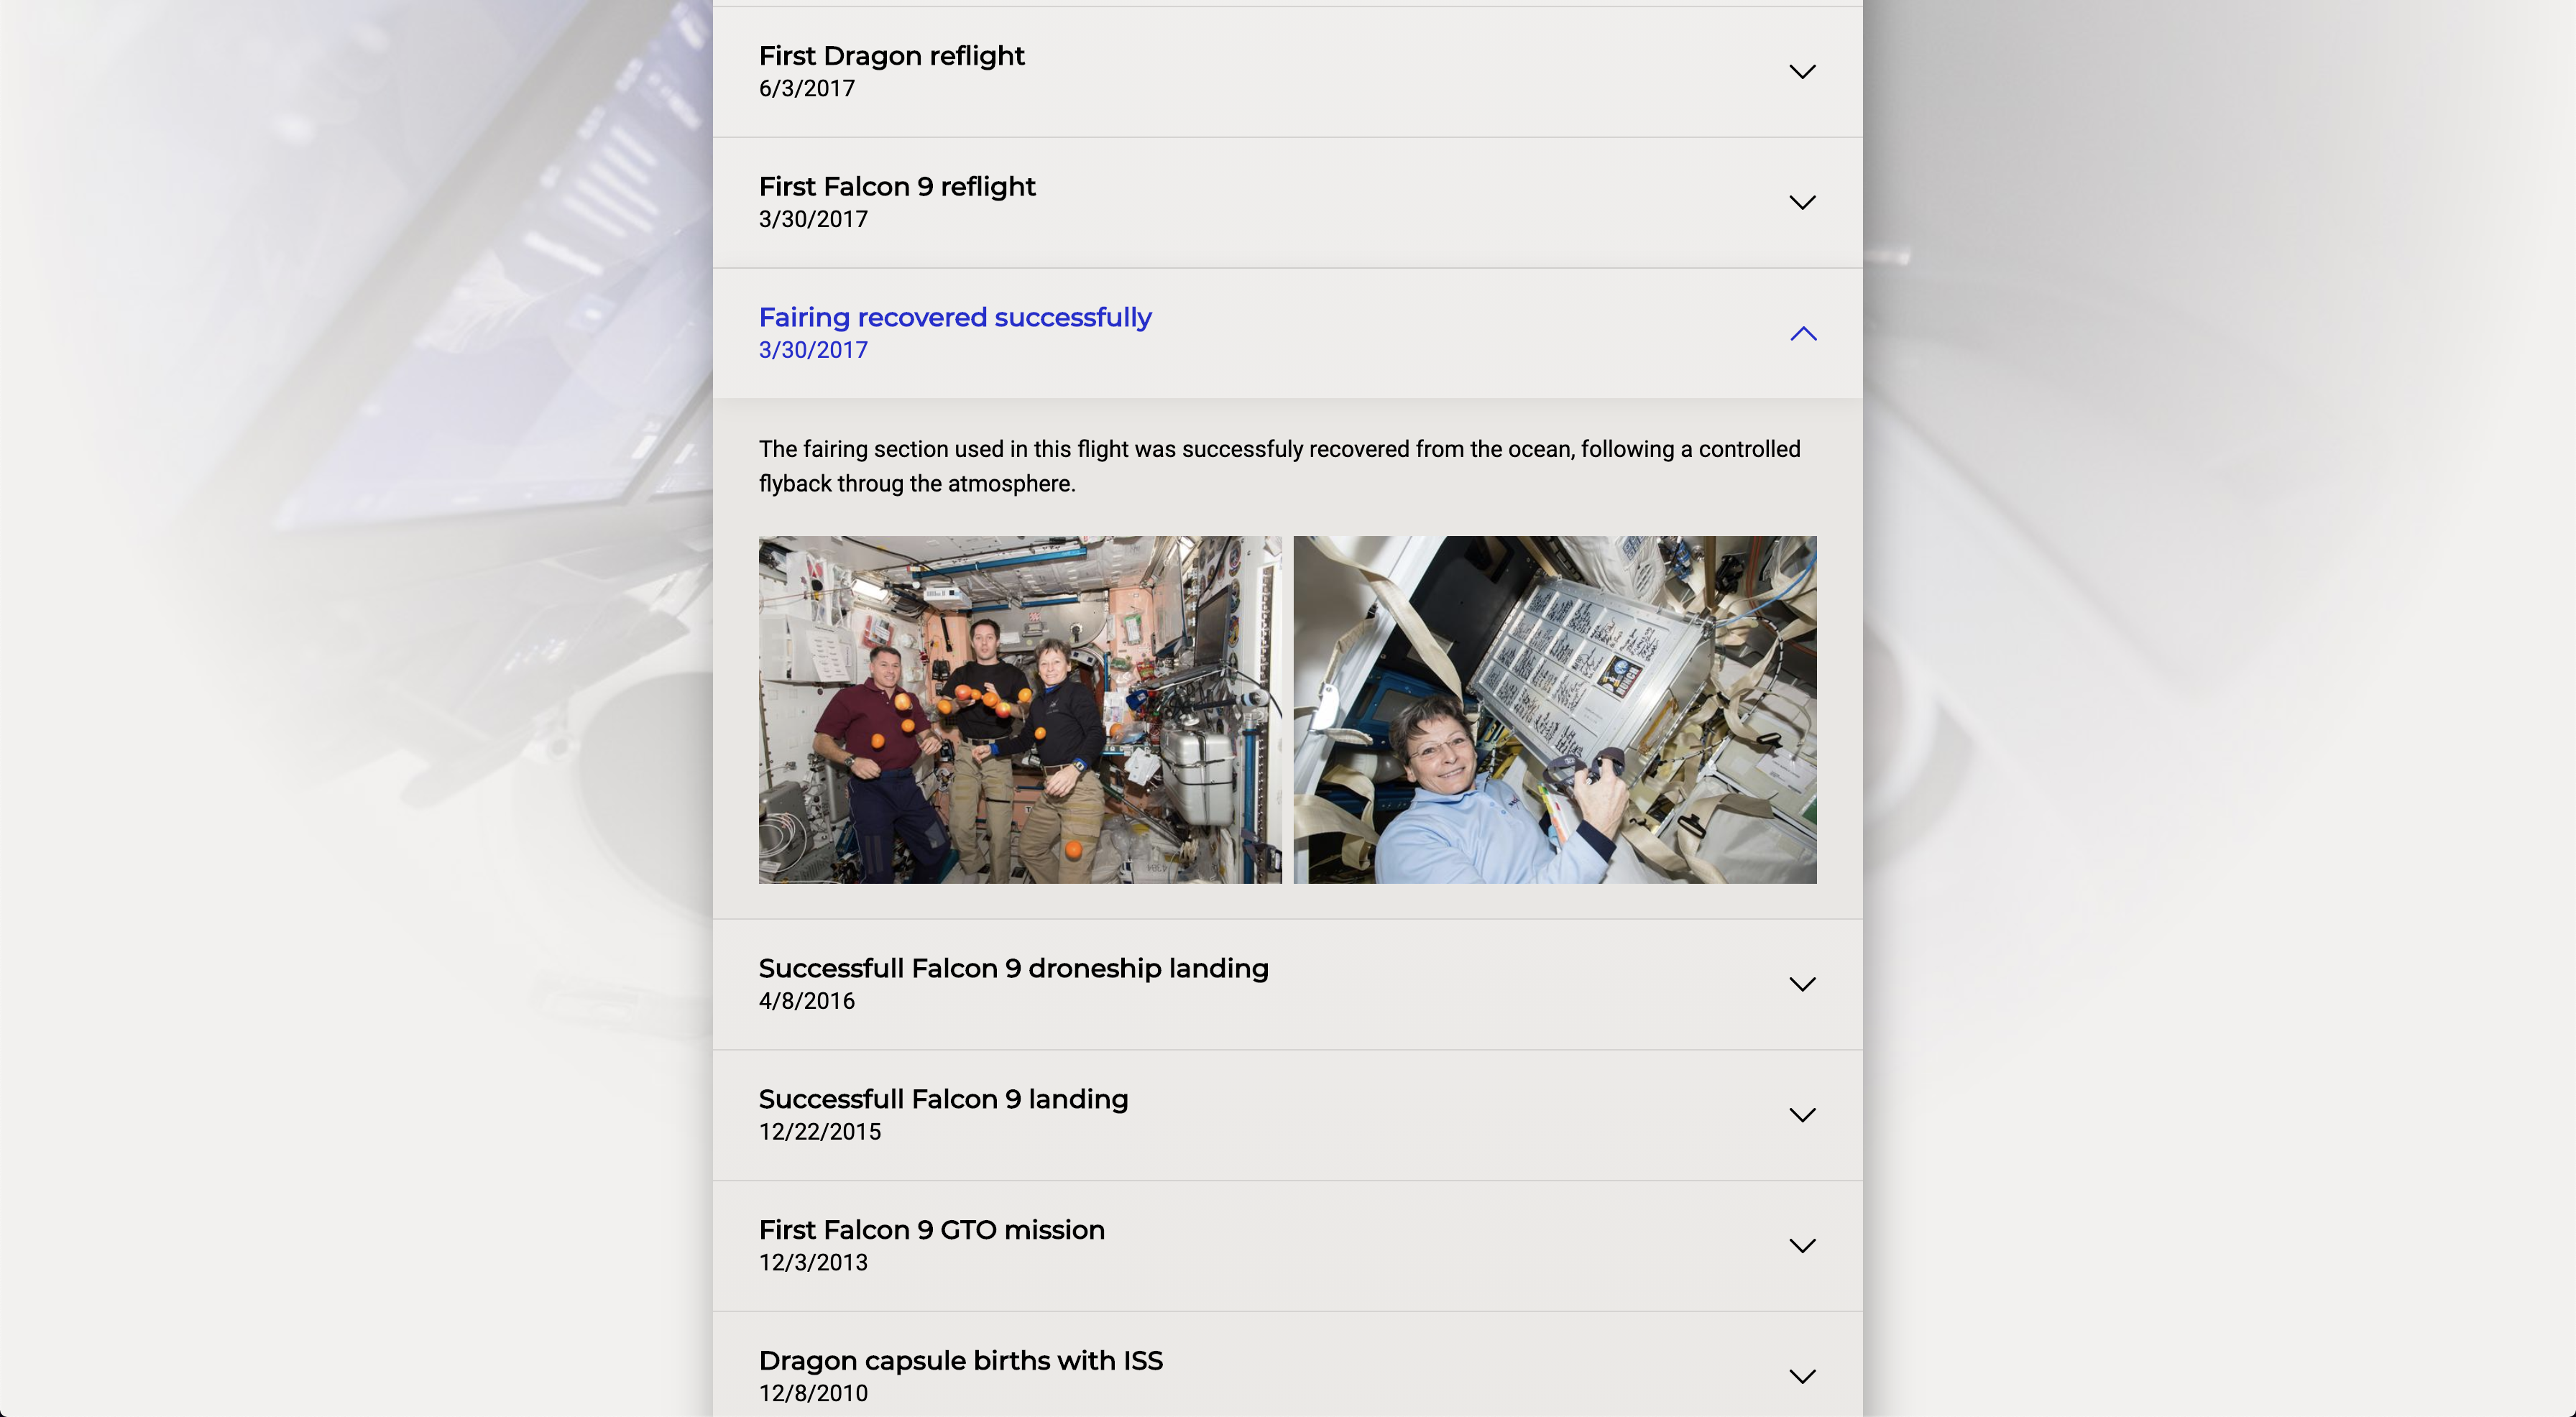 First Dragon reflight
6/3/2017
First Falcon 9 reflight
3/30/2017
Fairing recovered successfully
3/30/2017
The fairing section used in this flight was successfuly recovered from the ocean, following a controlled
flyback throug the atmosphere.
Successfull Falcon 9 droneship landing
4/8/2016
Successfull Falcon 9 landing
12/22/2015
First Falcon 9 GTO mission
12/3/2013
Dragon capsule births with ISS
12/8/2010